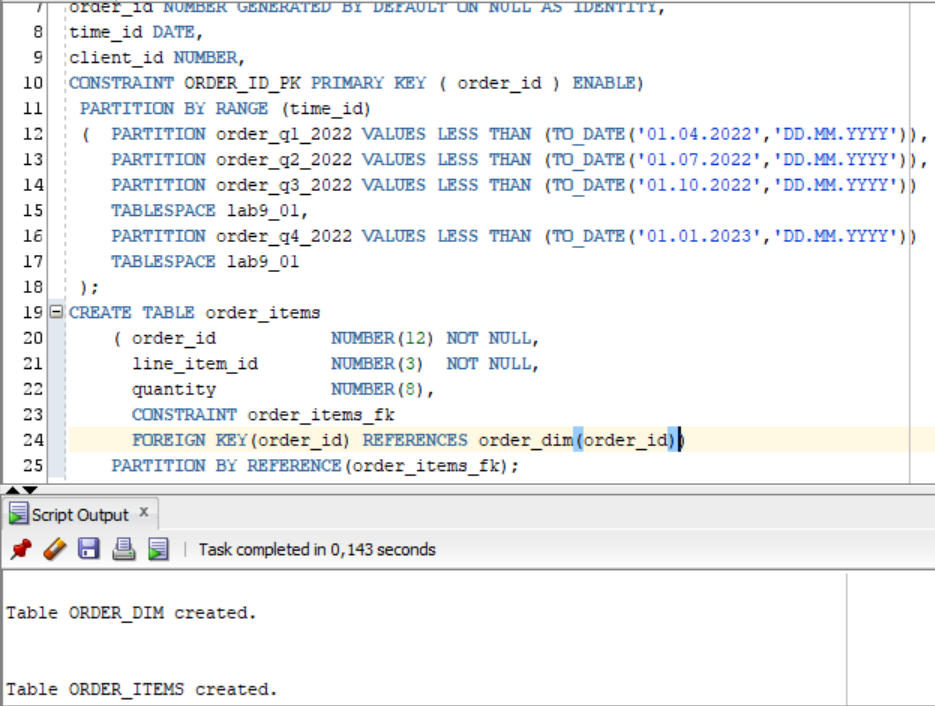 7 order_id NUMBER GENERATED BY DEFAULT ON NULL AS IDENTITY,
8 time_id DATE,
9 client_id NUMBER,
10 CONSTRAINT ORDER_ID_PK PRIMARY KEY ( order_id ) ENABLE)
11 PARTITION BY RANGE (time_id)
12 ( PARTITION order_q1_2022 VALUES LESS THAN (TO_DATE('01.04.2022','DD.MM.YYYY')),
13 PARTITION order_q2_2022 VALUES LESS THAN (TO_DATE('01.07.2022','DD.MM.YYYY')),
14 PARTITION order_q3_2022 VALUES LESS THAN (TO_DATE('01.10.2022','DD.MM.YYYY'))
15 TABLESPACE lab9_01,
16 PARTITION order_q4_2022 VALUES LESS THAN (TO_DATE('01.01.2023','DD.MM.YYYY'))
17 TABLESPACE lab9_01
18 );
19 CREATE TABLE order_items
20 ( order_id NUMBER(12) NOT NULL,
21 line_item_id NUMBER(3) NOT NULL,
22 quantity NUMBER(8),
23 CONSTRAINT order_items_fk
24 FOREIGN KEY(order_id) REFERENCES order_dim(order_id))
25 PARTITION BY REFERENCE(order_items_fk);
Script Output x
Task completed in 0,143 seconds
Table ORDER_DIM created.
Table ORDER_ITEMS created.